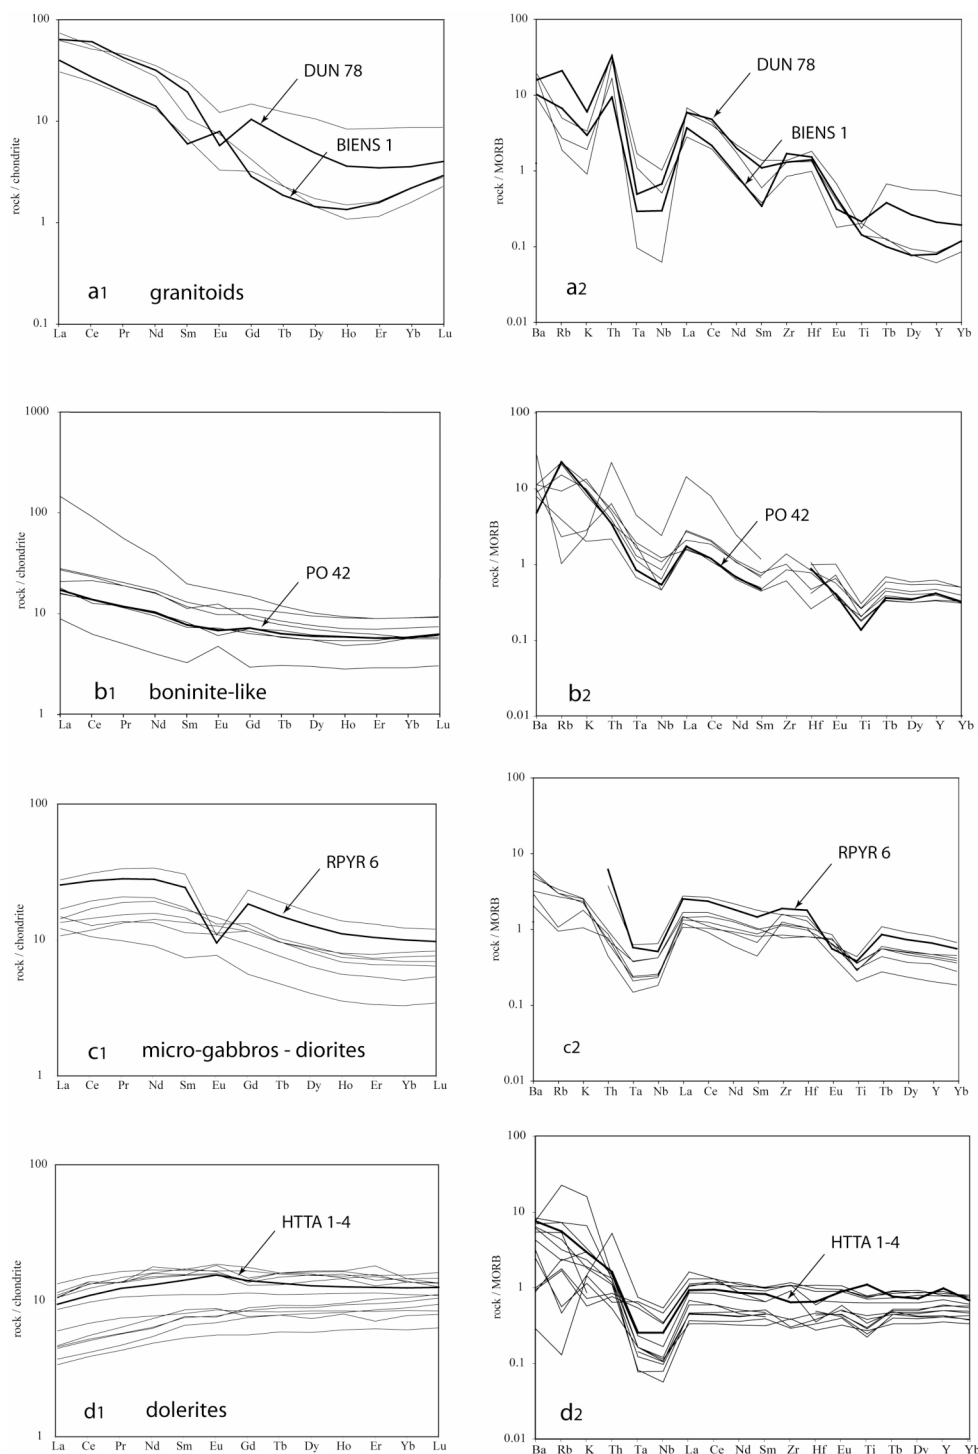 100
10
1
0.1
rock / chondrite
DUN 78
BIENS 1
a1 granitoids
La Ce Pr Nd Sm Eu Gd Tb Dy Ho Er Yb Lu
100
10
1
0.1
0.01
rock / MORB
DUN 78
BIENS 1
a2
Ba Rb K Th Ta Nb La Ce Nd Sm Zr Hf Eu Ti Tb Dy Y Yb
1000
100
10
1
rock / chondrite
PO 42
b1 boninite-like
La Ce Pr Nd Sm Eu Gd Tb Dy Ho Er Yb Lu
100
10
1
0.1
0.01
rock / MORB
PO 42
b2
Ba Rb K Th Ta Nb La Ce Nd Sm Zr Hf Eu Ti Tb Dy Y Yb
100
10
1
rock / chondrite
RPYR 6
c1 micro-gabbros - diorites
La Ce Pr Nd Sm Eu Gd Tb Dy Ho Er Yb Lu
100
10
1
0.1
0.01
rock / MORB
RPYR 6
c2
Ba Rb K Th Ta Nb La Ce Nd Sm Zr Hf Eu Ti Tb Dy Y Yb
100
10
1
rock / chondrite
HTTA 1-4
d1 dolerites
La Ce Pr Nd Sm Eu Gd Tb Dy Ho Er Yb Lu
100
10
1
0.1
0.01
rock / MORB
HTTA 1-4
d2
Ba Rb K Th Ta Nb La Ce Nd Sm Zr Hf Eu Ti Tb Dy Y Yb